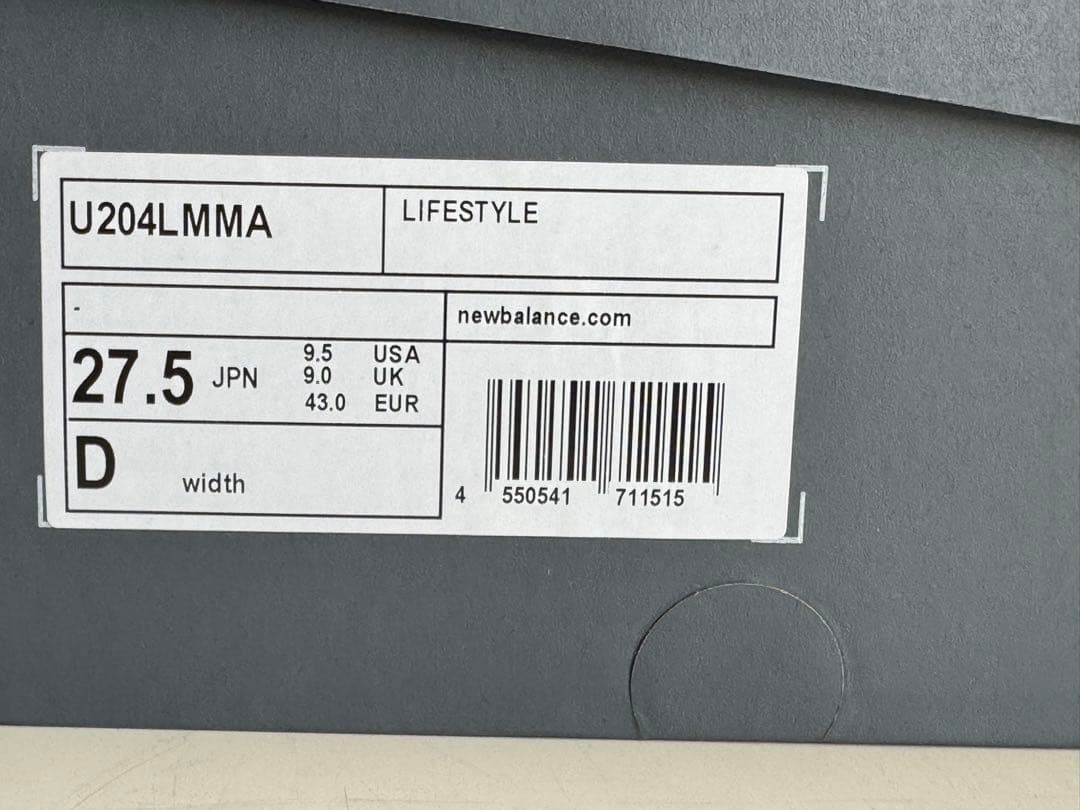 U204LMMA
LIFESTYLE
-
newbalance.com
27.5 JPN
9.5 USA
9.0 UK
43.0 EUR
D width
4 550541 711515